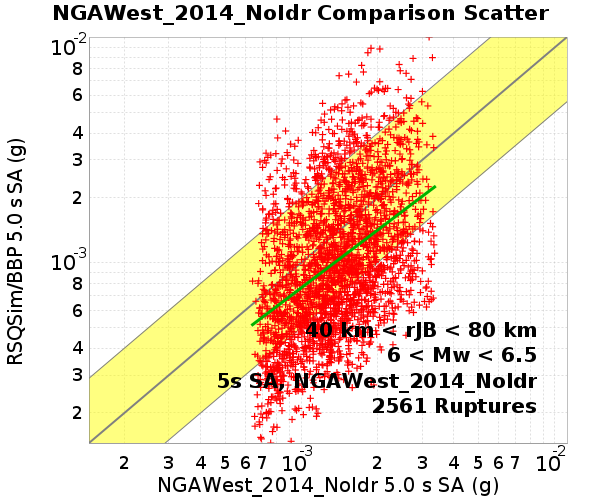 NGAWest_2014_NoIdr Comparison Scatter
10-2
8
6
4
3
2
10-3
8
6
4
3
2
RSQSim/BBP 5.0 s SA (g)
40 km < rJB < 80 km
6 < Mw < 6.5
5s SA, NGAWest_2014_NoIdr
2561 Ruptures
2 3 4 5 6 7 10-3 2 3 4 5 6 7 10-2
NGAWest_2014_NoIdr 5.0 s SA (g)